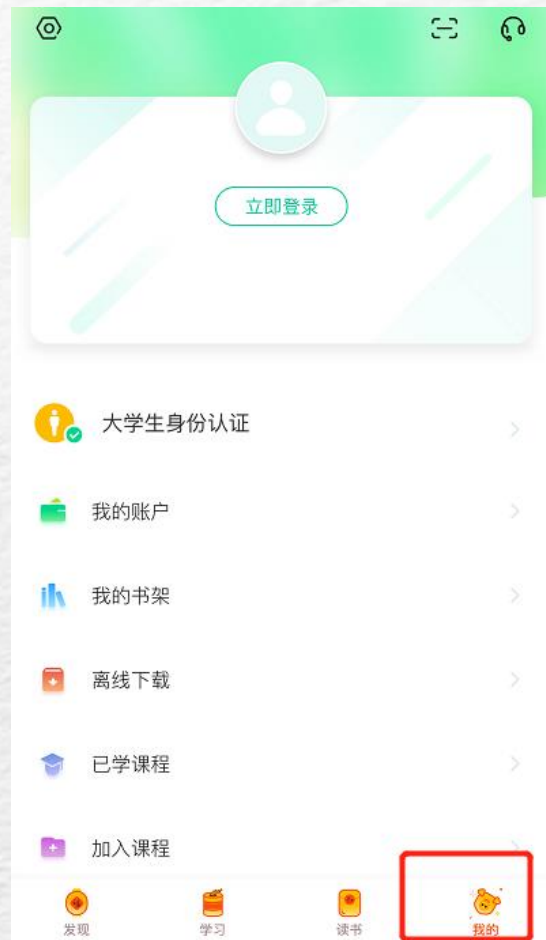 立即登录
大学生身份认证
我的账户
我的书架
离线下载
已学课程
加入课程
发现
学习
读书
我的